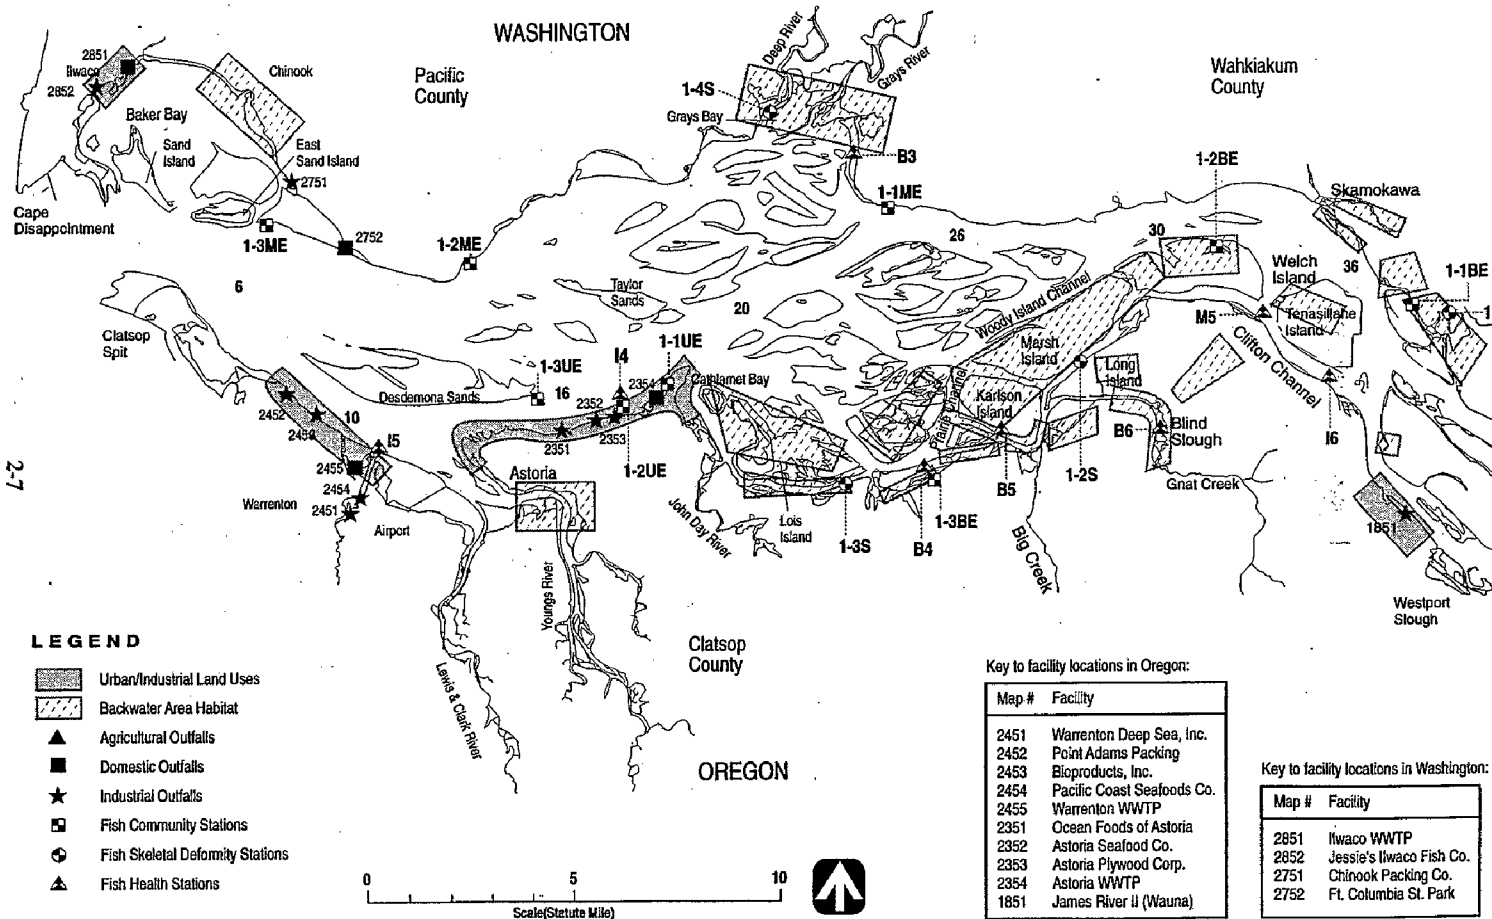 WASHINGTON
Pacific
County
Wahkiakum
County
Deep River
Grays River
2851
Ilwaco
2852
Chinook
Baker Bay
Sand
Island
East
Sand Island
2751
Cape
Disappointment
1-3ME
2752
1-2ME
1-4S
Grays Bay
B3
1-1ME
1-2BE
Skamokawa
26
30
36
Welch
Island
1-1BE
1
M5
Tenasillahe
Island
Clifton Channel
Woody Island Channel
6
Taylor
Sands
20
Clatsop
Spit
1-1UE
I4
2354
1-3UE
16
Cathlamet Bay
Marsh
Island
Long
Island
Desdemona Sands
2352
2452
2453
10
I5
2351
2353
Karlson
Island
Prairie Channel
B6
Blind
Slough
I6
2455
1-2UE
Astoria
2454
Warrenton
2451
Airport
John Day River
Lois
Island
1-3S
B4
1-3BE
B5
1-2S
Gnat Creek
1851
Big Creek
Westport
Slough
Youngs River
Lewis & Clark River
Clatsop
County
OREGON
2-7
LEGEND
Urban/Industrial Land Uses
Backwater Area Habitat
Agricultural Outfalls
Domestic Outfalls
Industrial Outfalls
Fish Community Stations
Fish Skeletal Deformity Stations
Fish Health Stations
0 5 10
Scale(Statute Mile)
Key to facility locations in Oregon:
Map # Facility
2451 Warrenton Deep Sea, Inc.
2452 Point Adams Packing
2453 Bioproducts, Inc.
2454 Pacific Coast Seafoods Co.
2455 Warrenton WWTP
2351 Ocean Foods of Astoria
2352 Astoria Seafood Co.
2353 Astoria Plywood Corp.
2354 Astoria WWTP
1851 James River II (Wauna)
Key to facility locations in Washington:
Map # Facility
2851 Ilwaco WWTP
2852 Jessie's Ilwaco Fish Co.
2751 Chinook Packing Co.
2752 Ft. Columbia St. Park